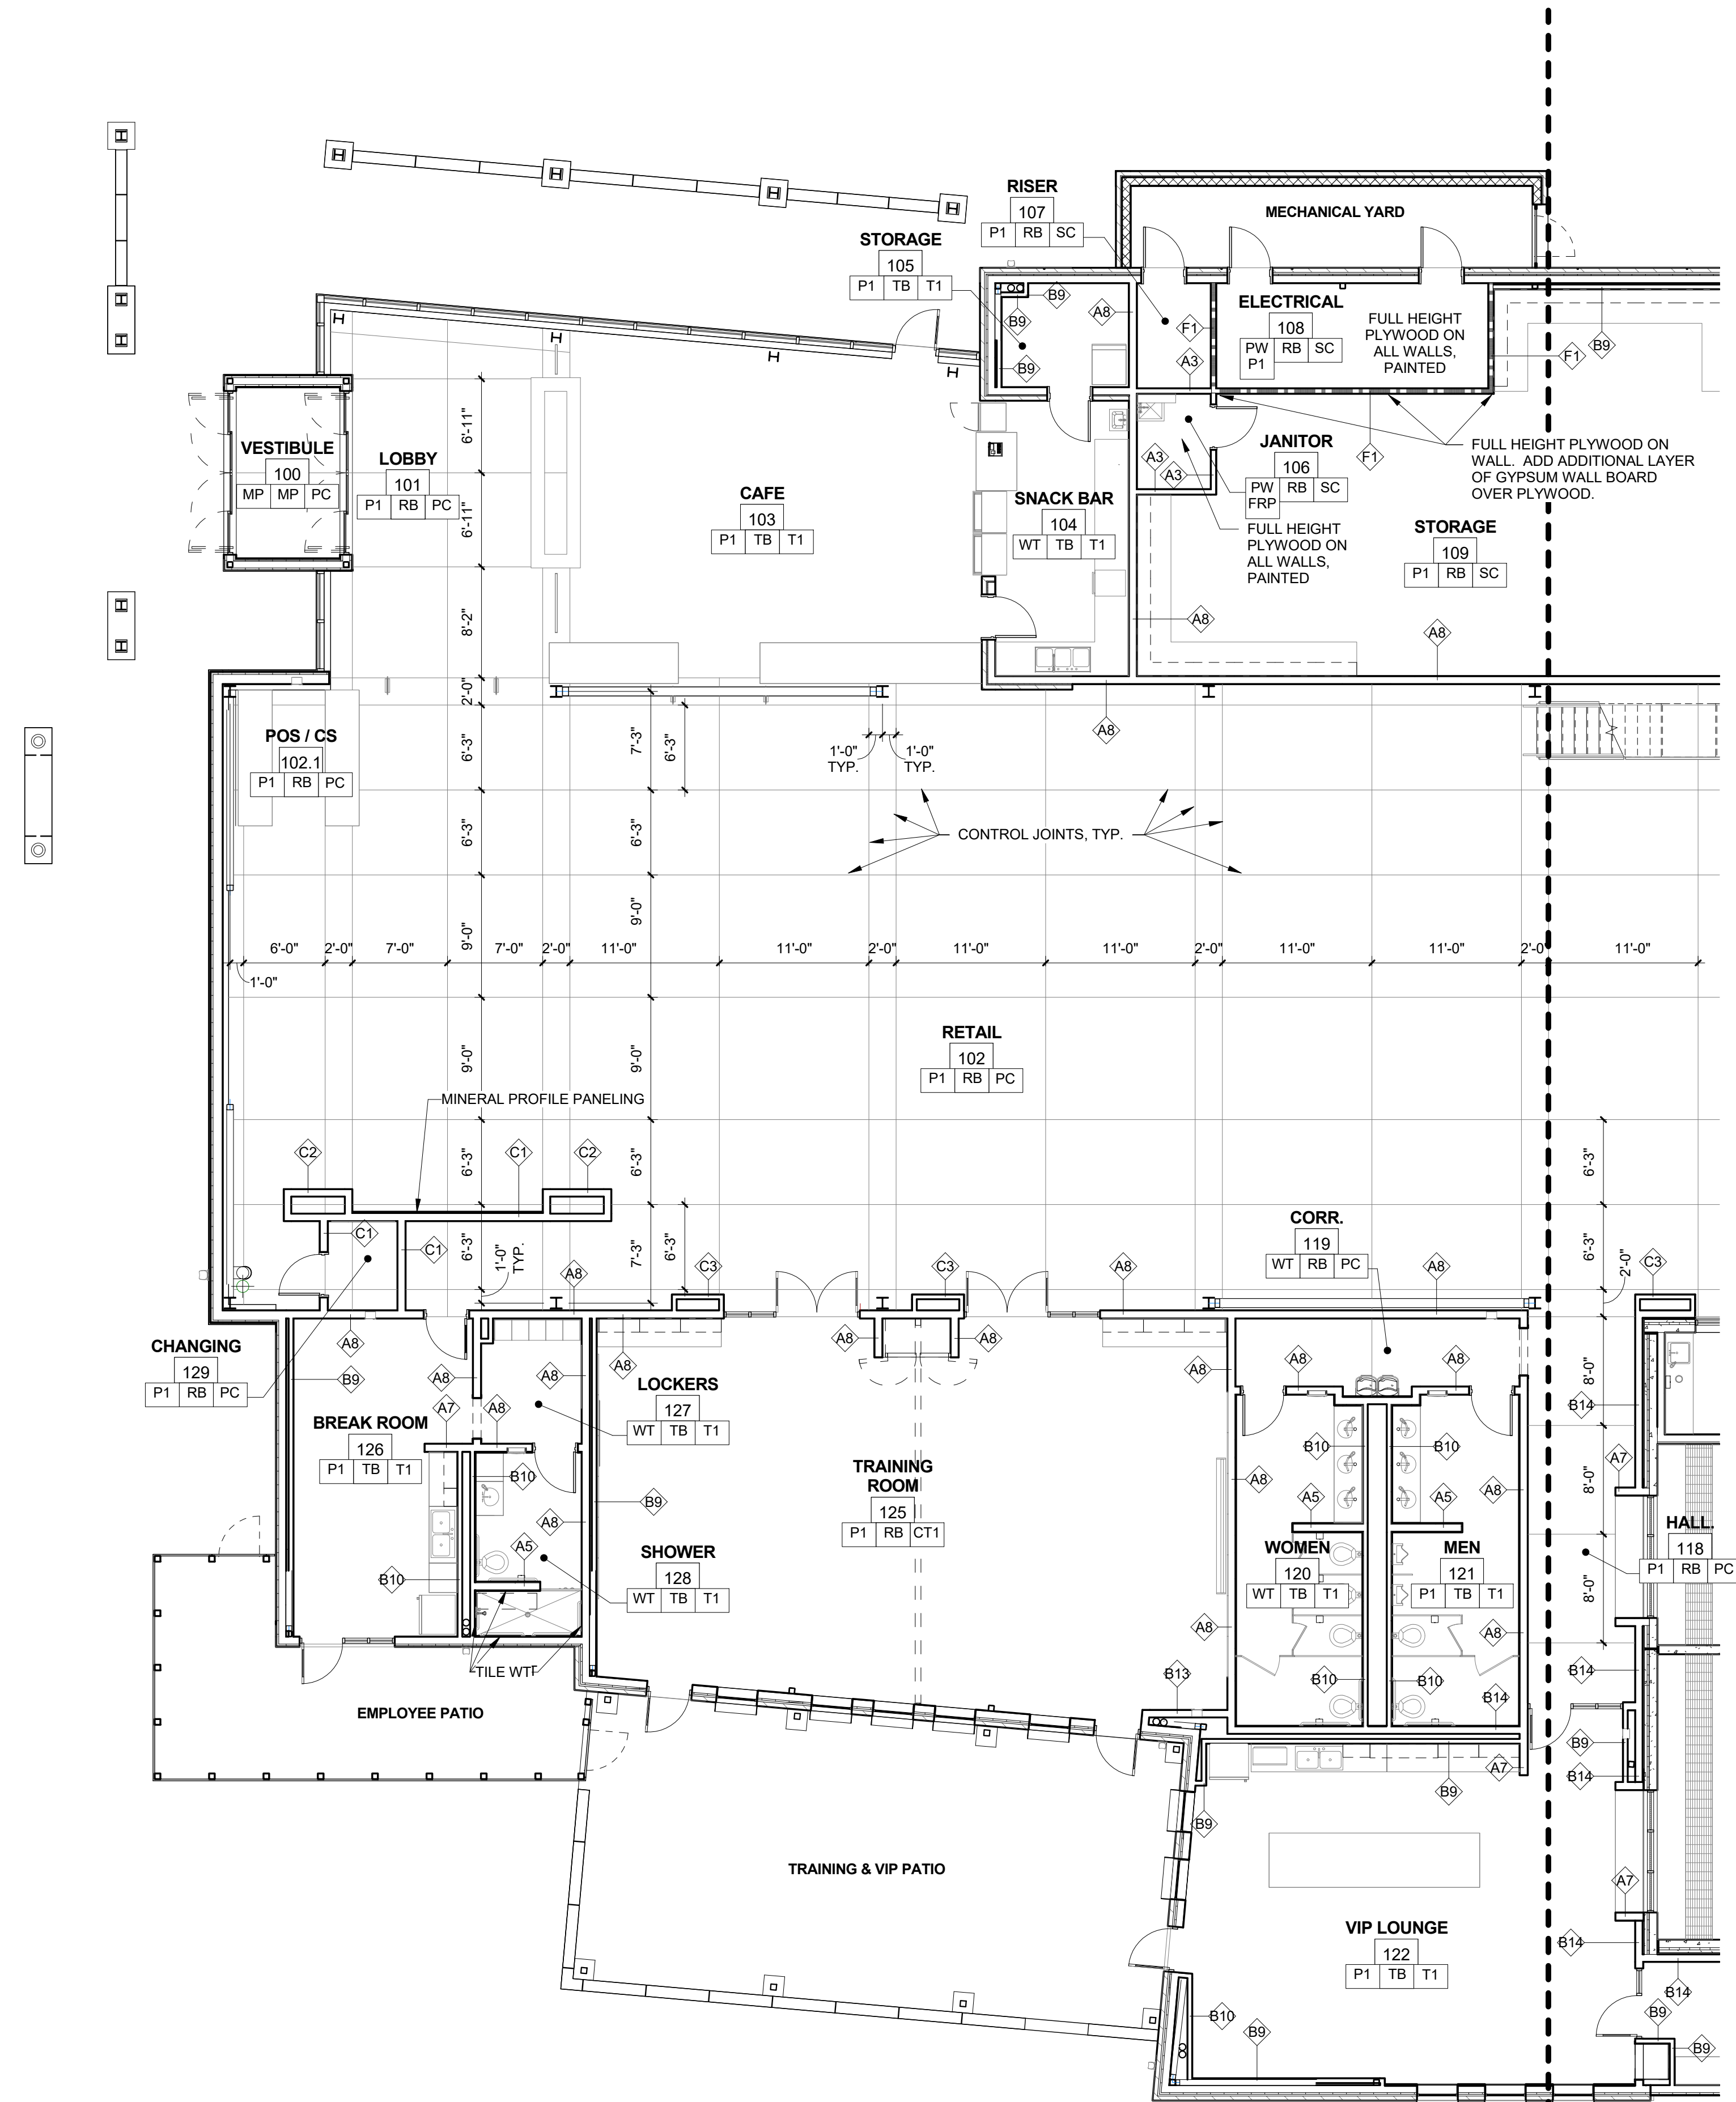 RISER
107
P1 RB SC
MECHANICAL YARD
STORAGE
105
P1 TB T1
B9
B9
B9
A8
F1
A3
ELECTRICAL
108
PW RB SC
P1
FULL HEIGHT
PLYWOOD ON
ALL WALLS,
PAINTED
F1
B9
VESTIBULE
100
MP MP PC
LOBBY
101
P1 RB PC
6'-11"
6'-11"
8'-2"
2'-0"
CAFE
103
P1 TB T1
SNACK BAR
104
WT TB T1
A3
A3
JANITOR
106
PW RB SC
FRP
F1
FULL HEIGHT PLYWOOD ON
WALL. ADD ADDITIONAL LAYER
OF GYPSUM WALL BOARD
OVER PLYWOOD.
FULL HEIGHT
PLYWOOD ON
ALL WALLS,
PAINTED
STORAGE
109
P1 RB SC
A8
A8
A8
POS / CS
102.1
P1 RB PC
6'-3"
7'-3"
6'-3"
1'-0"
TYP.
1'-0"
TYP.
6'-3"
6'-3"
CONTROL JOINTS, TYP.
9'-0"
9'-0"
6'-0" 2'-0" 7'-0" 7'-0" 2'-0" 11'-0" 11'-0" 2'-0" 11'-0" 11'-0" 2'-0" 11'-0" 11'-0" 2'-0 11'-0"
1'-0"
RETAIL
102
P1 RB PC
9'-0"
9'-0"
MINERAL PROFILE PANELING
C2
C1
C2
6'-3"
6'-3"
6'-3"
C1
C1
6'-3"
1'-0"
TYP.
7'-3"
6'-3"
A8
C3
C3
A8
CORR.
119
WT RB PC
A8
6'-3"
2'-0"
C3
CHANGING
129
P1 RB PC
A8
B9
A8
A8
A8
A8
A8
A8
A8
A8
8'-0"
B14
LOCKERS
127
WT TB T1
BREAK ROOM
126
P1 TB T1
A7
A8
B10
B9
A8
A5
B10
TRAINING
ROOM
125
P1 RB CT1
SHOWER
128
WT TB T1
B10
B10
A8
A8
A5
A5
A7
8'-0"
HALL.
118
P1 RB PC
WOMEN
120
WT TB T1
MEN
121
P1 TB T1
8'-0"
A8
A8
TILE WTF
B13
B10
B10
B14
B14
EMPLOYEE PATIO
B9
B14
A7
B9
B9
TRAINING & VIP PATIO
A7
VIP LOUNGE
122
P1 TB T1
B14
B14
B10
B9
B9
B9